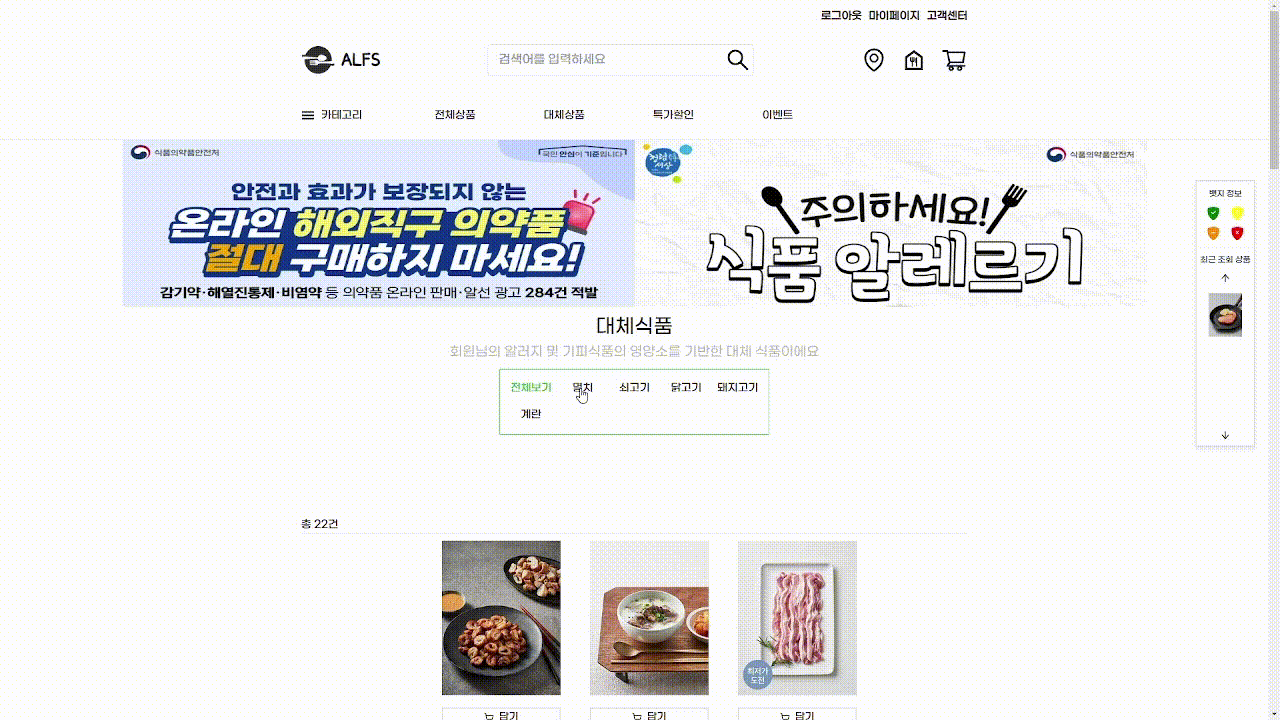 로그아웃 마이페이지 고객센터
ALFS
검색어를 입력하세요
카테고리 전체상품 대체상품 특가할인 이벤트
식품의약품안전처
국민 안심이 기준입니다
안전과 효과가 보장되지 않는
온라인 해외직구 의약품
절대 구매하지 마세요!
감기약·해열진통제·비염약 등 의약품 온라인 판매·알선 광고 284건 적발
식품의약품안전처
주의하세요!
식품 알레르기
뱃지 정보
최근 조회 상품
대체식품
회원님의 알러지 및 기피식품의 영양소를 기반한 대체 식품이에요
전체보기 멸치 쇠고기 닭고기 돼지고기
계란
총 22건
최저가
도전
담기 담기 담기